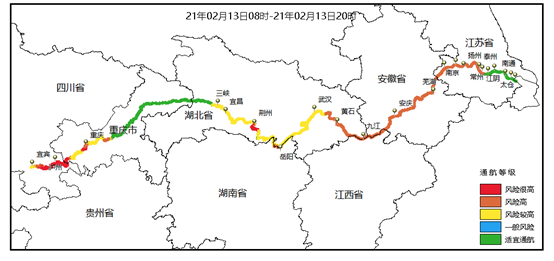 21年02月13日08时-21年02月13日20时
江苏省
扬州
泰州
南京
常州
江阴
南通
太仓
安徽省
芜湖
四川省
三峡
宜昌
湖北省
荆州
武汉
黄石
安庆
九江
重庆
重庆市
宜宾
岳阳
湖南省
江西省
贵州省
通航等级
风险很高
风险高
风险较高
一般风险
适宜通航